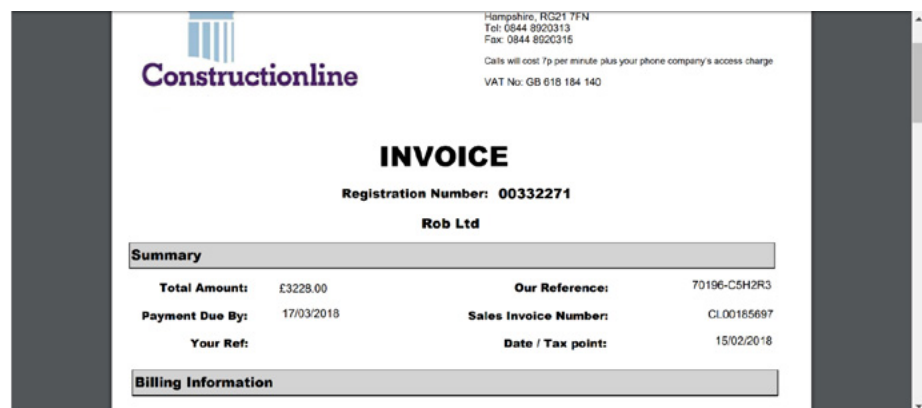 Hampshire, RG21 7FN
Tel: 0844 8920313
Fax: 0844 8920315
Calls will cost 7p per minute plus your phone company's access charge
VAT No: GB 618 184 140
Constructionline
INVOICE
Registration Number: 00332271
Rob Ltd
Summary
Total Amount: £3228.00 Our Reference: 70196-C5H2R3
Payment Due By: 17/03/2018 Sales Invoice Number: CL00185697
Your Ref: Date / Tax point: 15/02/2018
Billing Information